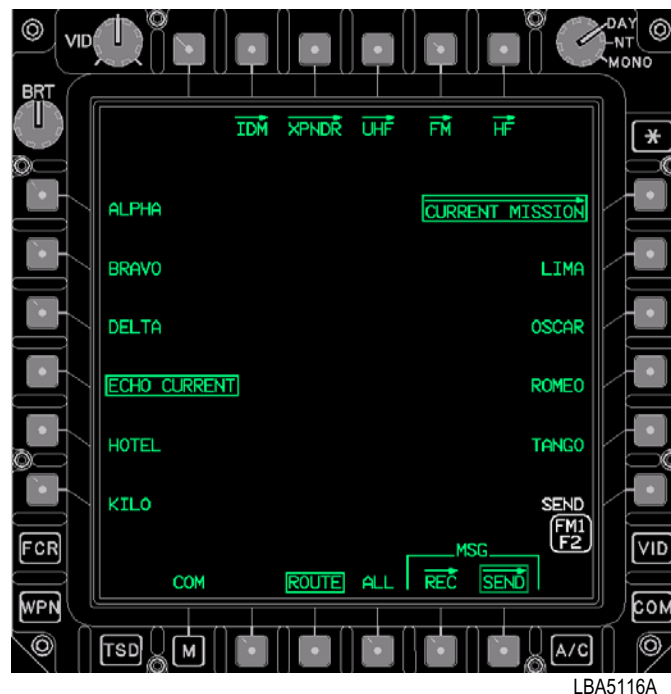 VID
DAY
NT
MONO
BRT
IDM XPNDR UHF FM HF
*
ALPHA CURRENT MISSION
BRAVO LIMA
DELTA OSCAR
ECHO CURRENT ROMEO
HOTEL TANGO
KILO SEND
FM1
F2
FCR VID
MSG
COM ROUTE ALL REC SEND
WPN COM
TSD M A/C
LBA5116A